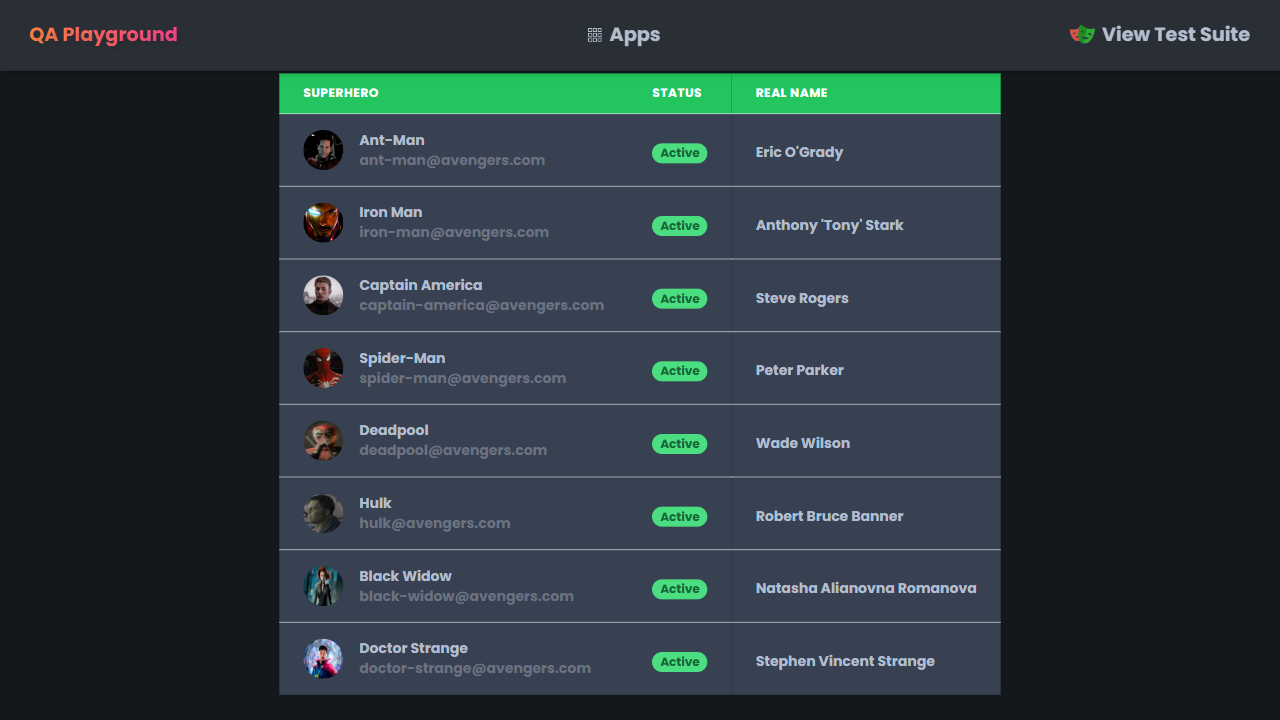 QA Playground
Apps
View Test Suite
SUPERHERO STATUS REAL NAME
Ant-Man
ant-man@avengers.com
Active
Eric O'Grady
Iron Man
iron-man@avengers.com
Active
Anthony 'Tony' Stark
Captain America
captain-america@avengers.com
Active
Steve Rogers
Spider-Man
spider-man@avengers.com
Active
Peter Parker
Deadpool
deadpool@avengers.com
Active
Wade Wilson
Hulk
hulk@avengers.com
Active
Robert Bruce Banner
Black Widow
black-widow@avengers.com
Active
Natasha Alianovna Romanova
Doctor Strange
doctor-strange@avengers.com
Active
Stephen Vincent Strange